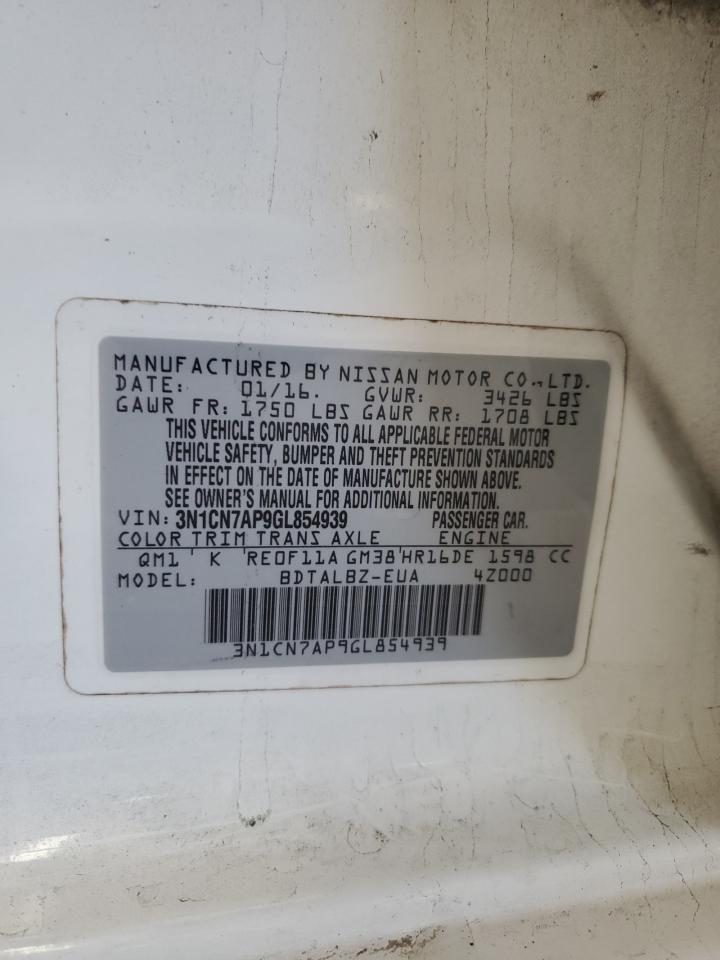 MANUFACTURED BY NISSAN MOTOR CO., LTD.
DATE: 01/16. GVWR: 3426 LBS
GAWR FR: 1750 LBS GAWR RR: 1708 LBS
THIS VEHICLE CONFORMS TO ALL APPLICABLE FEDERAL MOTOR
VEHICLE SAFETY, BUMPER AND THEFT PREVENTION STANDARDS
IN EFFECT ON THE DATE OF MANUFACTURE SHOWN ABOVE.
SEE OWNER'S MANUAL FOR ADDITIONAL INFORMATION.
VIN: 3N1CN7AP9GL854939 PASSENGER CAR.
COLOR TRIM TRANS AXLE ENGINE
QM1 K RE0F11A GM38 HR16DE 1598 CC
MODEL: BDTALBZ-EUA 4Z000
3N1CN7AP9GL854939